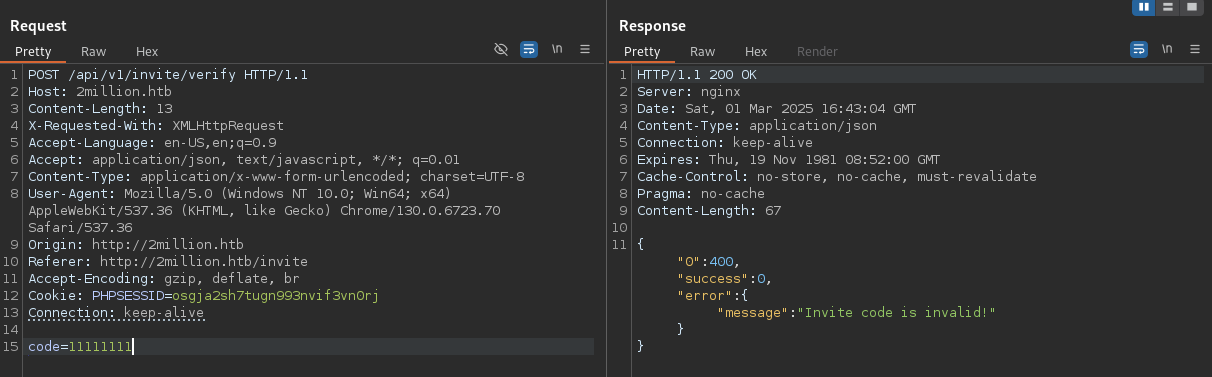 Request
Pretty Raw Hex \n
1 POST /api/v1/invite/verify HTTP/1.1
2 Host: 2million.htb
3 Content-Length: 13
4 X-Requested-With: XMLHttpRequest
5 Accept-Language: en-US,en;q=0.9
6 Accept: application/json, text/javascript, */*; q=0.01
7 Content-Type: application/x-www-form-urlencoded; charset=UTF-8
8 User-Agent: Mozilla/5.0 (Windows NT 10.0; Win64; x64)
AppleWebKit/537.36 (KHTML, like Gecko) Chrome/130.0.6723.70
Safari/537.36
9 Origin: http://2million.htb
10 Referer: http://2million.htb/invite
11 Accept-Encoding: gzip, deflate, br
12 Cookie: PHPSESSID=osgja2sh7tugn993nvif3vn0rj
13 Connection: keep-alive
14
15 code=11111111
Response
Pretty Raw Hex Render \n
1 HTTP/1.1 200 OK
2 Server: nginx
3 Date: Sat, 01 Mar 2025 16:43:04 GMT
4 Content-Type: application/json
5 Connection: keep-alive
6 Expires: Thu, 19 Nov 1981 08:52:00 GMT
7 Cache-Control: no-store, no-cache, must-revalidate
8 Pragma: no-cache
9 Content-Length: 67
10
11 {
"0":400,
"success":0,
"error":{
"message":"Invite code is invalid!"
}
}